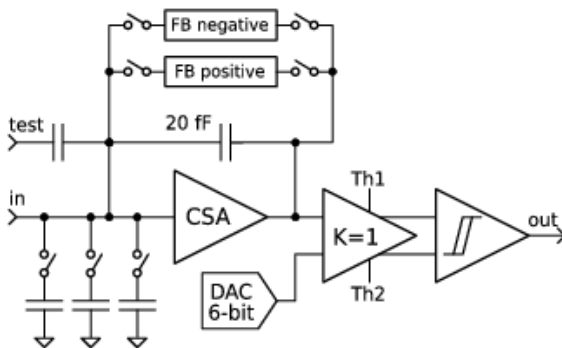 FB negative
FB positive
test
20 fF
in
CSA
Th1
K=1
out
Th2
DAC
6-bit